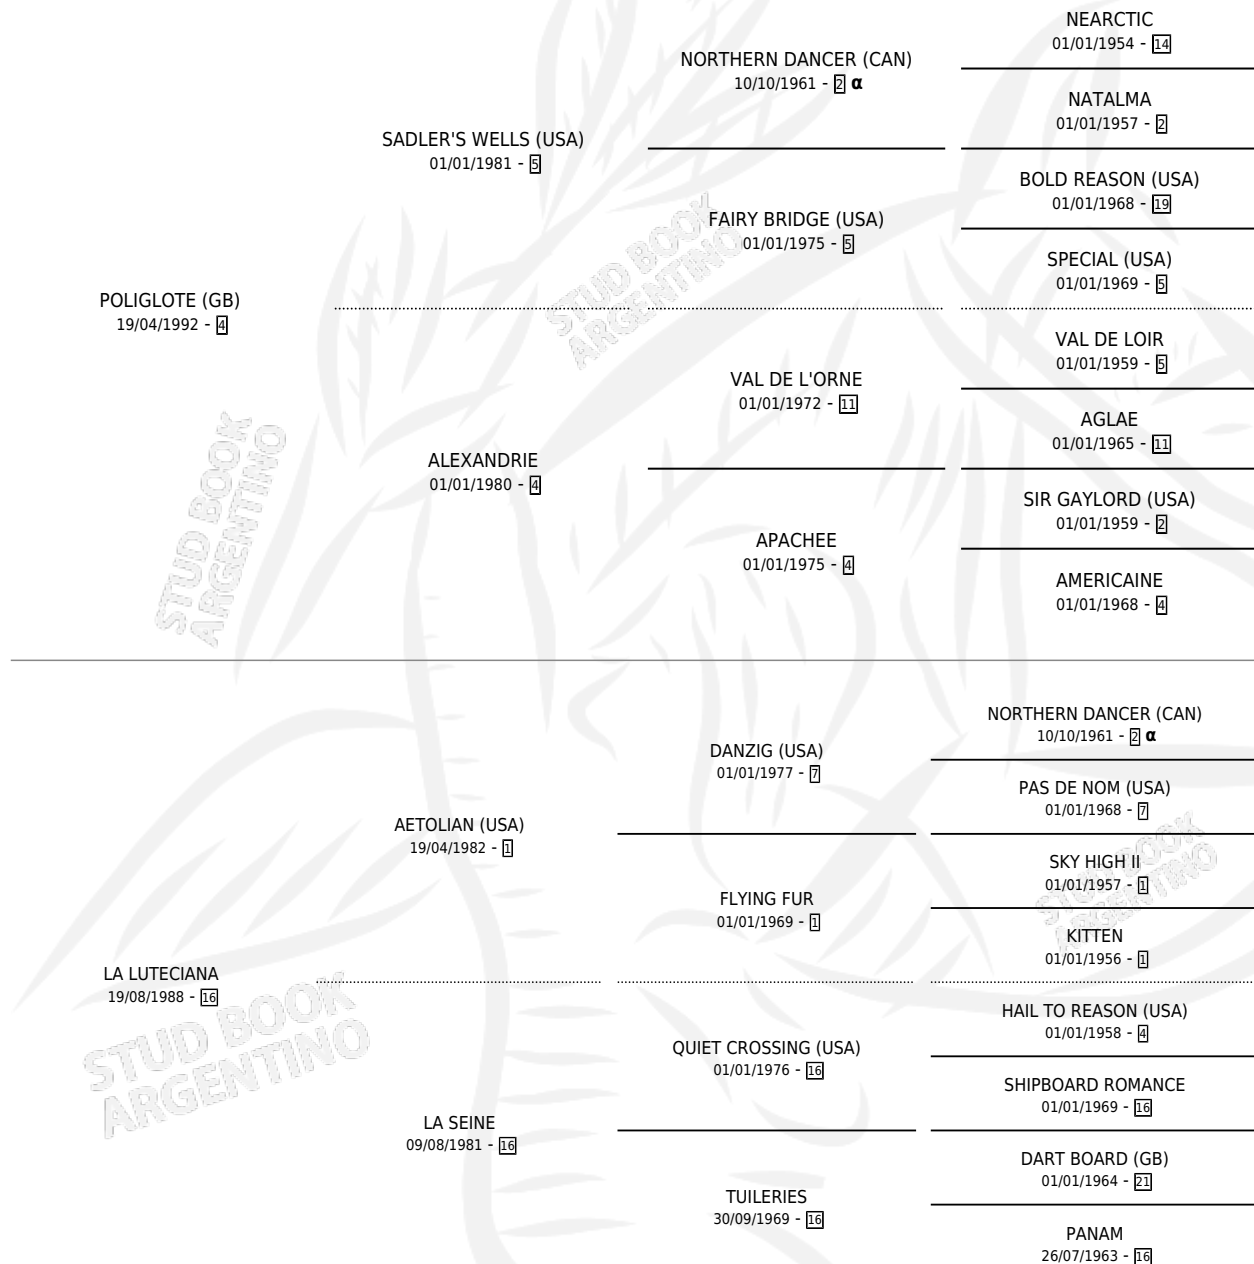 NEARCTIC
01/01/1954 - 14
NORTHERN DANCER (CAN)
10/10/1961 - 2 α
NATALMA
01/01/1957 - 2
SADLER'S WELLS (USA)
01/01/1981 - 5
BOLD REASON (USA)
01/01/1968 - 19
FAIRY BRIDGE (USA)
01/01/1975 - 5
SPECIAL (USA)
01/01/1969 - 5
POLIGLOTE (GB)
19/04/1992 - 4
VAL DE LOIR
01/01/1959 - 5
VAL DE L'ORNE
01/01/1972 - 11
AGLAE
01/01/1965 - 11
ALEXANDRIE
01/01/1980 - 4
SIR GAYLORD (USA)
01/01/1959 - 2
APACHEE
01/01/1975 - 4
AMERICAINE
01/01/1968 - 4
NORTHERN DANCER (CAN)
10/10/1961 - 2 α
DANZIG (USA)
01/01/1977 - 7
PAS DE NOM (USA)
01/01/1968 - 7
AETOLIAN (USA)
19/04/1982 - 1
SKY HIGH II
01/01/1957 - 1
FLYING FUR
01/01/1969 - 1
KITTEN
01/01/1956 - 1
LA LUTECIANA
19/08/1988 - 16
HAIL TO REASON (USA)
01/01/1958 - 4
QUIET CROSSING (USA)
01/01/1976 - 16
SHIPBOARD ROMANCE
01/01/1969 - 16
LA SEINE
09/08/1981 - 16
DART BOARD (GB)
01/01/1964 - 21
TUILERIES
30/09/1969 - 16
PANAM
26/07/1963 - 16
STUD BOOK
ARGENTINO
STUD BOOK
ARGENTINO
STUD BOOK
ARGENTINO
STUD BOOK
ARGENTINO